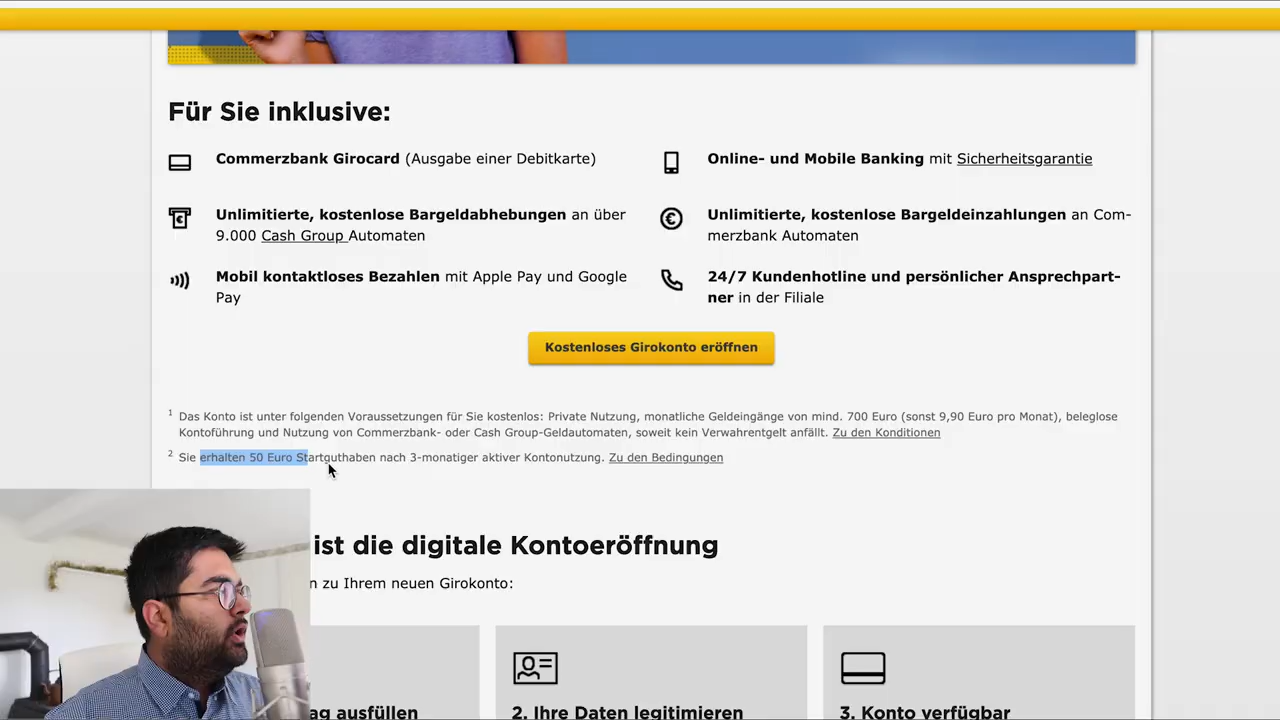 Für Sie inklusive:
Commerzbank Girocard (Ausgabe einer Debitkarte)
Online- und Mobile Banking mit Sicherheitsgarantie
Unlimitierte, kostenlose Bargeldabhebungen an über
9.000 Cash Group Automaten
Unlimitierte, kostenlose Bargeldeinzahlungen an Com-
merzbank Automaten
Mobil kontaktloses Bezahlen mit Apple Pay und Google
Pay
24/7 Kundenhotline und persönlicher Ansprechpart-
ner in der Filiale
Kostenloses Girokonto eröffnen
1 Das Konto ist unter folgenden Voraussetzungen für Sie kostenlos: Private Nutzung, monatliche Geldeingänge von mind. 700 Euro (sonst 9,90 Euro pro Monat), beleglose
Kontoführung und Nutzung von Commerzbank- oder Cash Group-Geldautomaten, soweit kein Verwahrentgelt anfällt. Zu den Konditionen
2 Sie erhalten 50 Euro Startguthaben nach 3-monatiger aktiver Kontonutzung. Zu den Bedingungen
ist die digitale Kontoeröffnung
n zu Ihrem neuen Girokonto:
ag ausfüllen
2. Ihre Daten legitimieren
3. Konto verfügbar